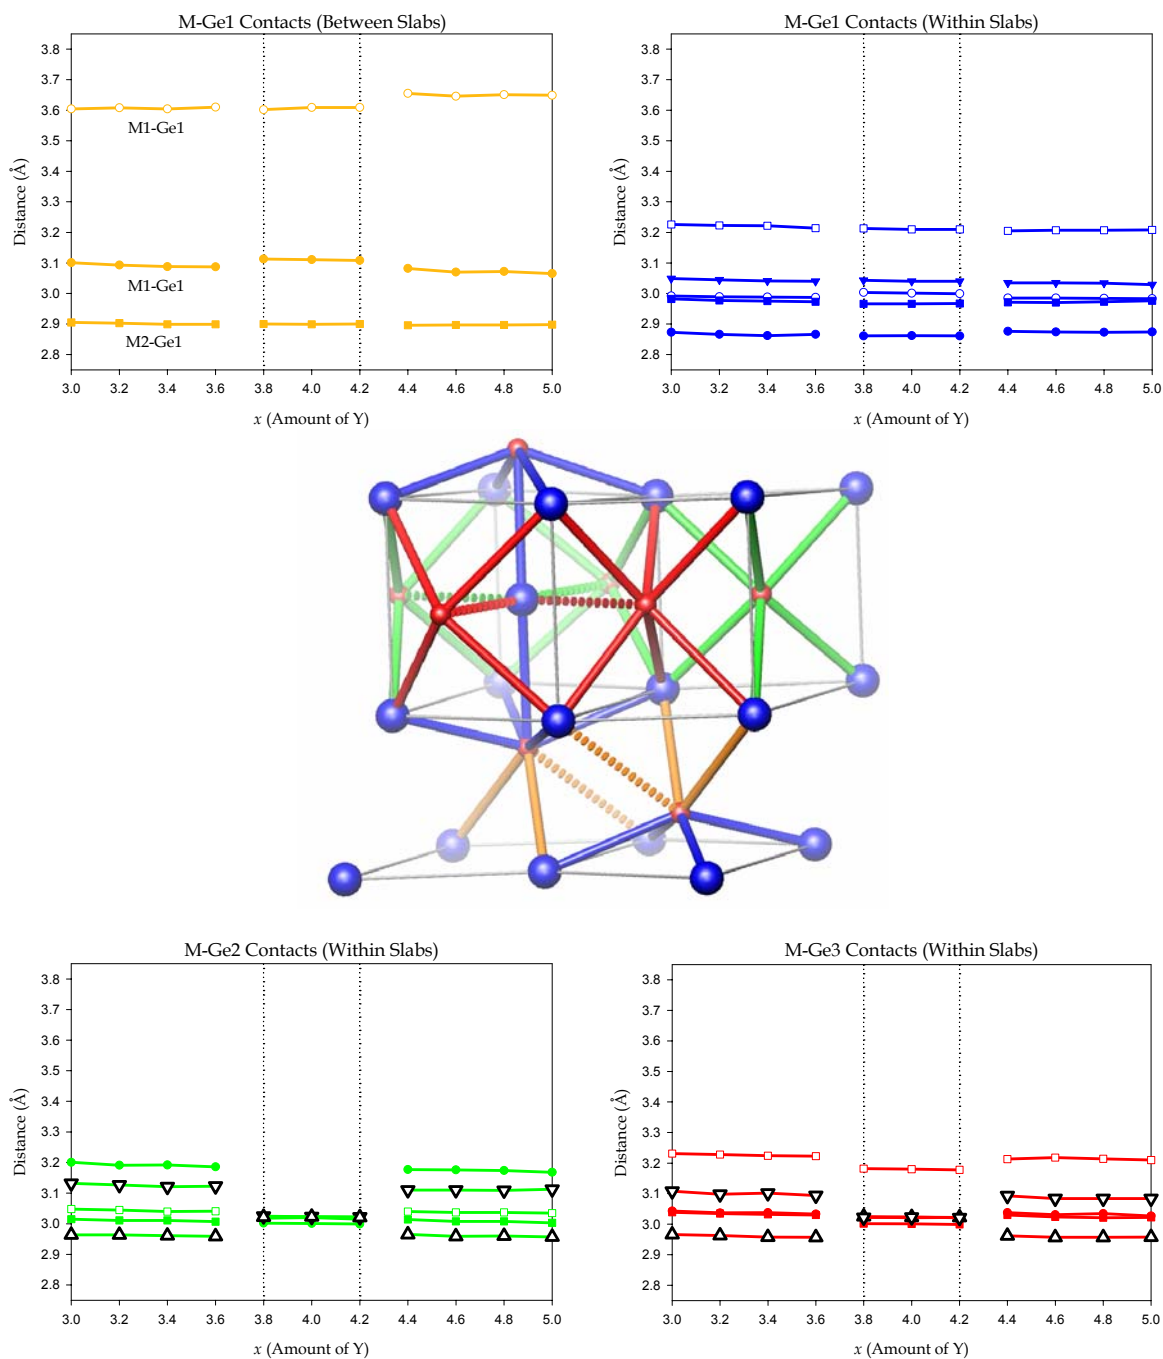 M-Ge1 Contacts (Between Slabs)
3.8
3.7
3.6
3.5
3.4
3.3
3.2
3.1
3.0
2.9
2.8
Distance (Å)
M1-Ge1
M1-Ge1
M2-Ge1
3.0 3.2 3.4 3.6 3.8 4.0 4.2 4.4 4.6 4.8 5.0
x (Amount of Y)
M-Ge1 Contacts (Within Slabs)
3.8
3.7
3.6
3.5
3.4
3.3
3.2
3.1
3.0
2.9
2.8
Distance (Å)
3.0 3.2 3.4 3.6 3.8 4.0 4.2 4.4 4.6 4.8 5.0
x (Amount of Y)
M-Ge2 Contacts (Within Slabs)
3.8
3.7
3.6
3.5
3.4
3.3
3.2
3.1
3.0
2.9
2.8
Distance (Å)
3.0 3.2 3.4 3.6 3.8 4.0 4.2 4.4 4.6 4.8 5.0
x (Amount of Y)
M-Ge3 Contacts (Within Slabs)
3.8
3.7
3.6
3.5
3.4
3.3
3.2
3.1
3.0
2.9
2.8
Distance (Å)
3.0 3.2 3.4 3.6 3.8 4.0 4.2 4.4 4.6 4.8 5.0
x (Amount of Y)